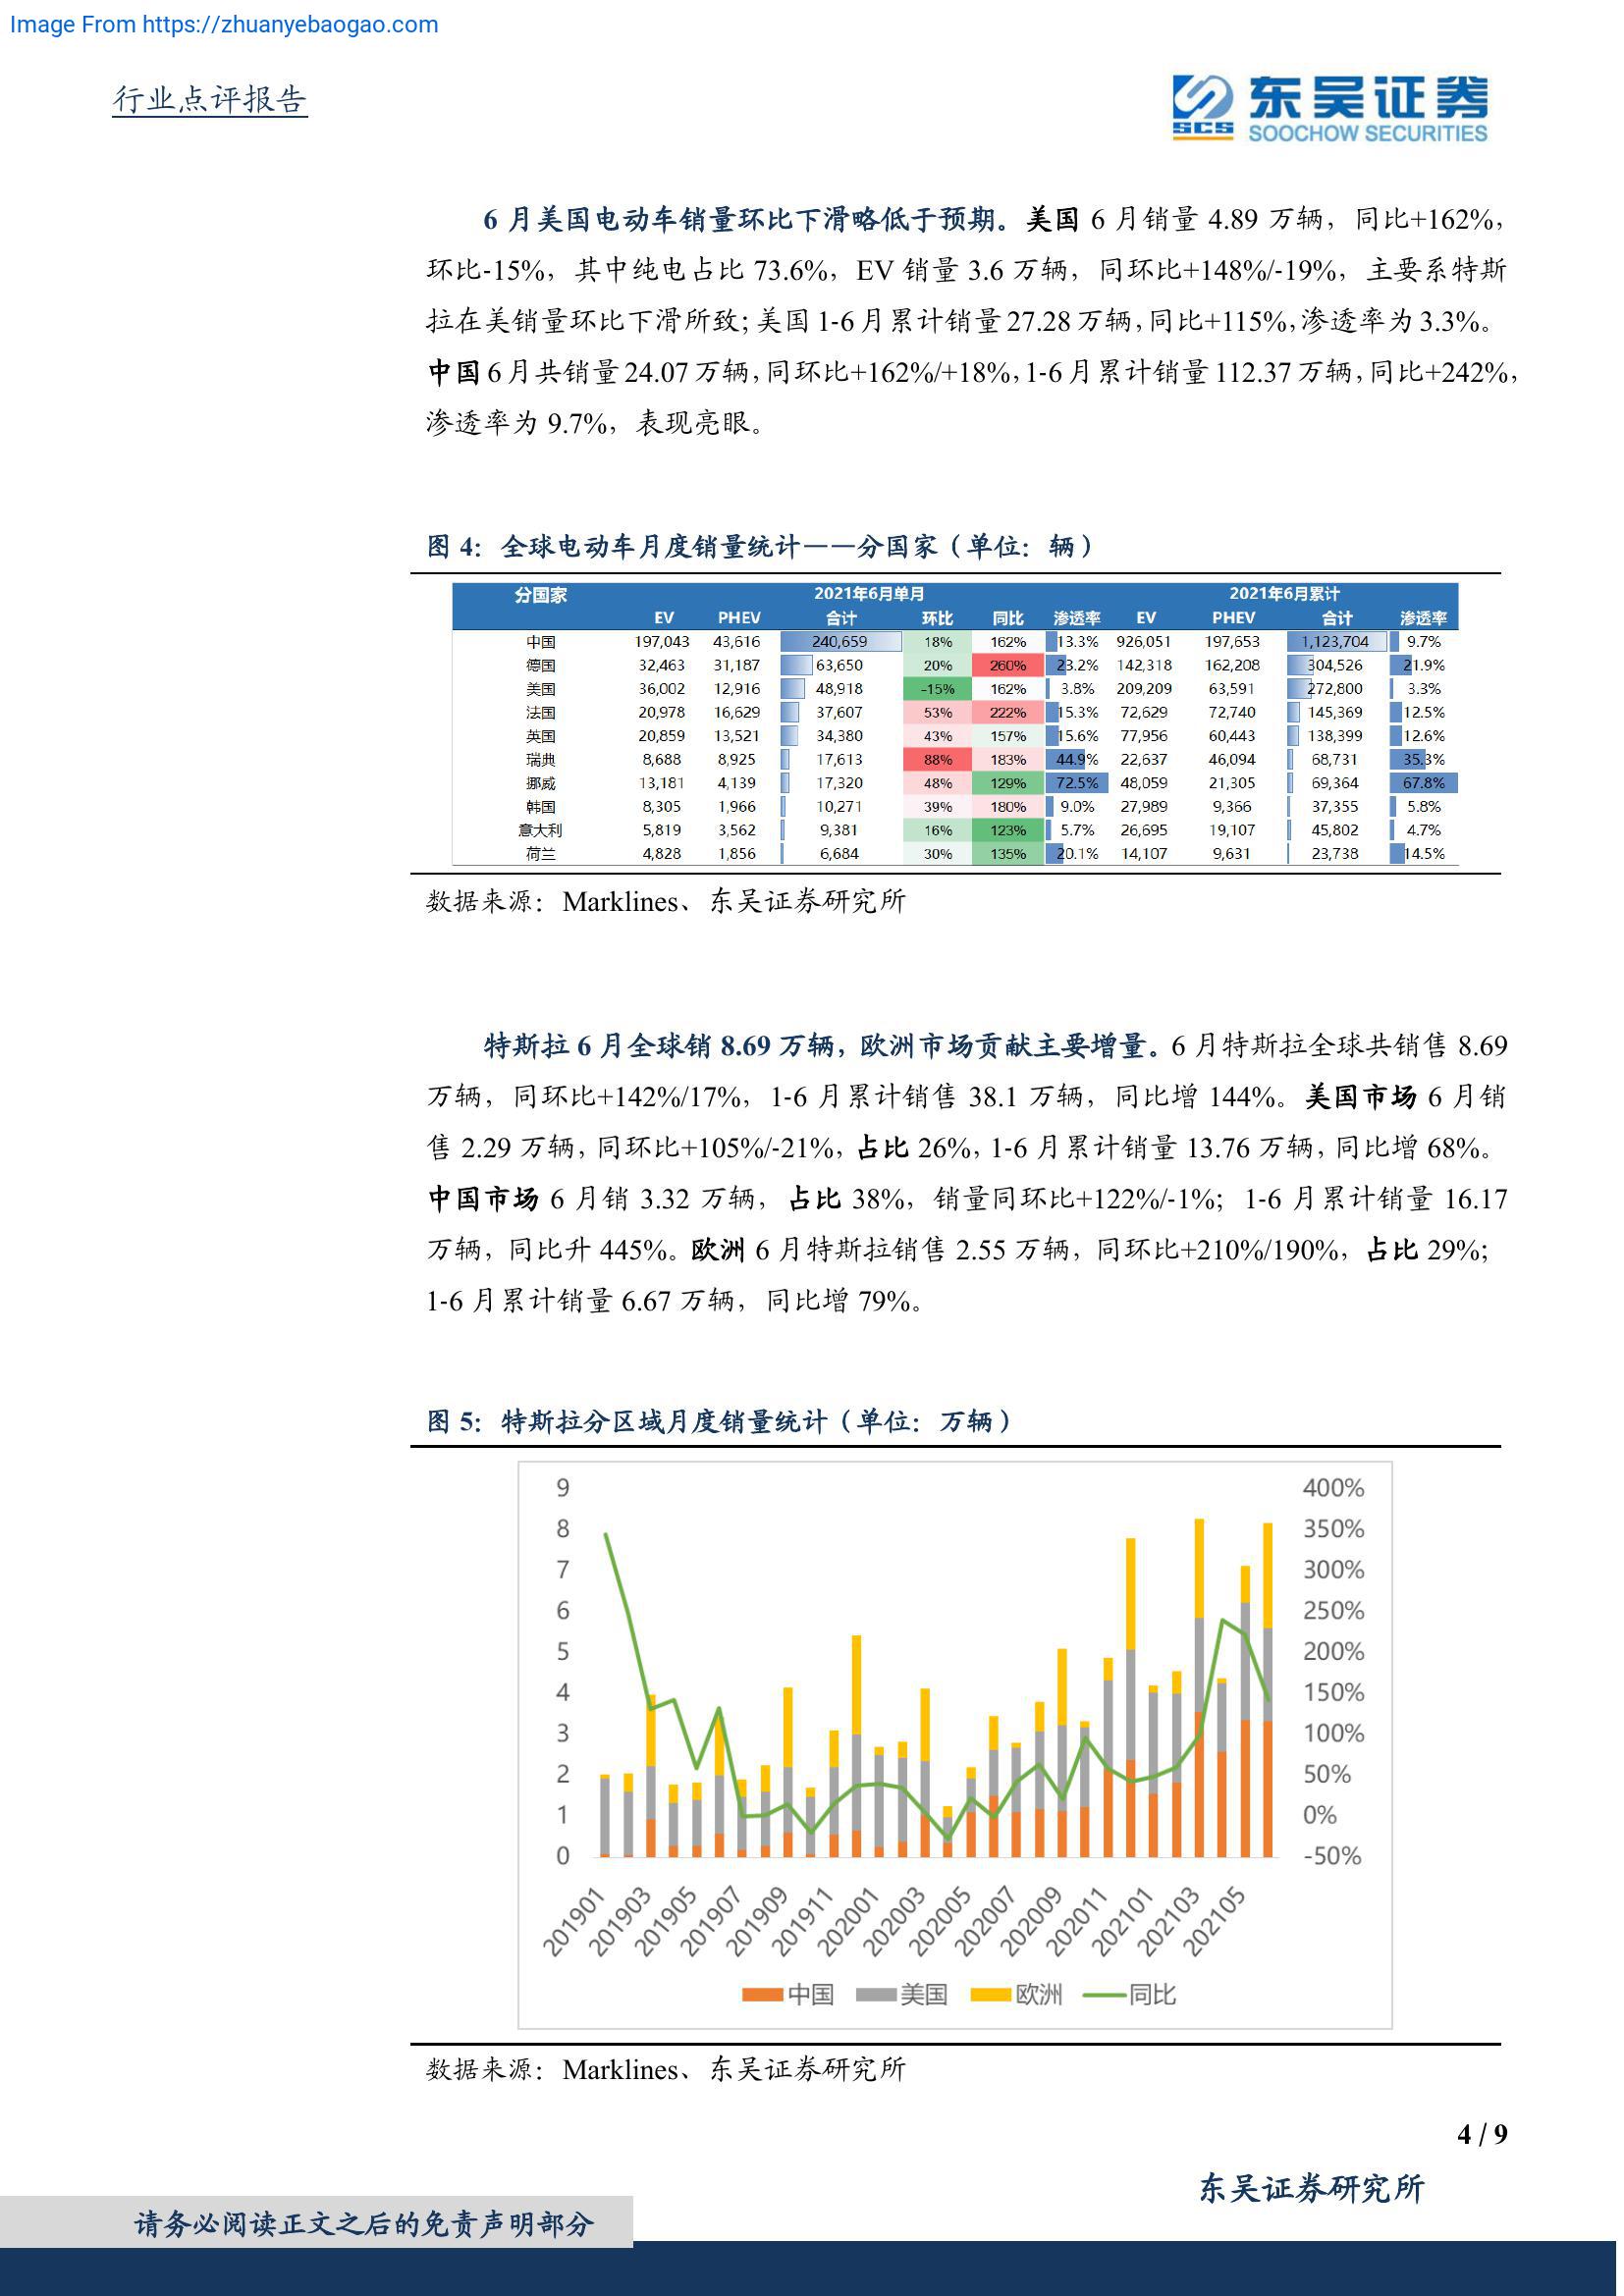 Image From https://zhuanyebaogao.com
行业点评报告
SCS
东吴证券
SOOCHOW SECURITIES
6 月美国电动车销量环比下滑略低于预期。美国 6 月销量 4.89 万辆，同比+162%，
环比-15%，其中纯电占比 73.6%，EV 销量 3.6 万辆，同环比+148%/-19%，主要系特斯
拉在美销量环比下滑所致；美国 1-6 月累计销量 27.28 万辆，同比+115%，渗透率为 3.3%。
中国 6 月共销量 24.07 万辆，同环比+162%/+18%，1-6 月累计销量 112.37 万辆，同比+242%，
渗透率为 9.7%，表现亮眼。
图 4：全球电动车月度销量统计——分国家（单位：辆）
分国家 2021年6月单月 2021年6月累计
EV PHEV 合计 环比 同比 渗透率 EV PHEV 合计 渗透率
中国 197,043 43,616 240,659 18% 162% 13.3% 926,051 197,653 1,123,704 9.7%
德国 32,463 31,187 63,650 20% 260% 23.2% 142,318 162,208 304,526 21.9%
美国 36,002 12,916 48,918 -15% 162% 3.8% 209,209 63,591 272,800 3.3%
法国 20,978 16,629 37,607 53% 222% 15.3% 72,629 72,740 145,369 12.5%
英国 20,859 13,521 34,380 43% 157% 15.6% 77,956 60,443 138,399 12.6%
瑞典 8,688 8,925 17,613 88% 183% 44.9% 22,637 46,094 68,731 35.3%
挪威 13,181 4,139 17,320 48% 129% 72.5% 48,059 21,305 69,364 67.8%
韩国 8,305 1,966 10,271 39% 180% 9.0% 27,989 9,366 37,355 5.8%
意大利 5,819 3,562 9,381 16% 123% 5.7% 26,695 19,107 45,802 4.7%
荷兰 4,828 1,856 6,684 30% 135% 20.1% 14,107 9,631 23,738 14.5%
数据来源：Marklines、东吴证券研究所
特斯拉 6 月全球销 8.69 万辆，欧洲市场贡献主要增量。6 月特斯拉全球共销售 8.69
万辆，同环比+142%/17%，1-6 月累计销售 38.1 万辆，同比增 144%。美国市场 6 月销
售 2.29 万辆，同环比+105%/-21%，占比 26%，1-6 月累计销量 13.76 万辆，同比增 68%。
中国市场 6 月销 3.32 万辆，占比 38%，销量同环比+122%/-1%；1-6 月累计销量 16.17
万辆，同比升 445%。欧洲 6 月特斯拉销售 2.55 万辆，同环比+210%/190%，占比 29%；
1-6 月累计销量 6.67 万辆，同比增 79%。
图 5：特斯拉分区域月度销量统计（单位：万辆）
9 400%
8 350%
7 300%
6 250%
5 200%
4 150%
3 100%
2 50%
1 0%
0 -50%
201901 201903 201905 201907 201909 201911 202001 202003 202005 202007 202009 202011 202101 202103 202105
中国 美国 欧洲 同比
数据来源：Marklines、东吴证券研究所
4 / 9
东吴证券研究所
请务必阅读正文之后的免责声明部分